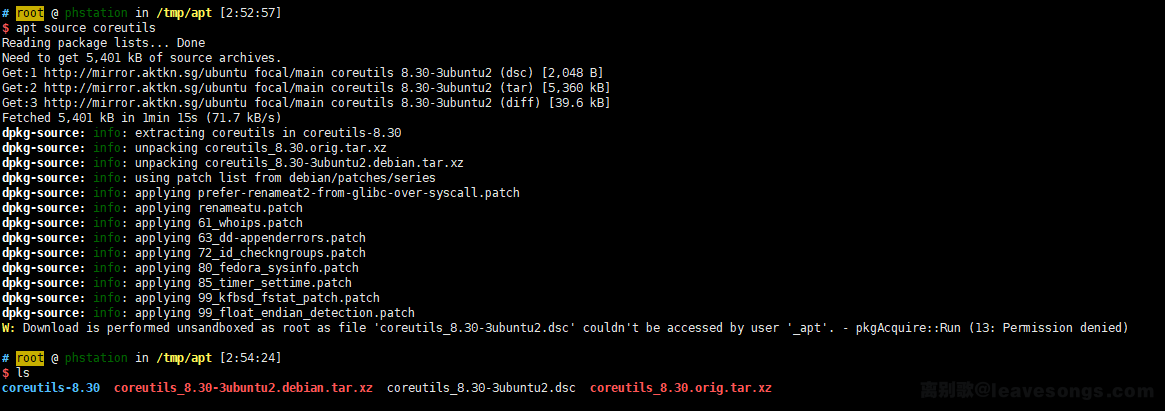 # root @ phstation in /tmp/apt [2:52:57]
$ apt source coreutils
Reading package lists... Done
Need to get 5,401 kB of source archives.
Get:1 http://mirror.aktkn.sg/ubuntu focal/main coreutils 8.30-3ubuntu2 (dsc) [2,048 B]
Get:2 http://mirror.aktkn.sg/ubuntu focal/main coreutils 8.30-3ubuntu2 (tar) [5,360 kB]
Get:3 http://mirror.aktkn.sg/ubuntu focal/main coreutils 8.30-3ubuntu2 (diff) [39.6 kB]
Fetched 5,401 kB in 1min 15s (71.7 kB/s)
dpkg-source: info: extracting coreutils in coreutils-8.30
dpkg-source: info: unpacking coreutils_8.30.orig.tar.xz
dpkg-source: info: unpacking coreutils_8.30-3ubuntu2.debian.tar.xz
dpkg-source: info: using patch list from debian/patches/series
dpkg-source: info: applying prefer-renameat2-from-glibc-over-syscall.patch
dpkg-source: info: applying renameatu.patch
dpkg-source: info: applying 61_whoips.patch
dpkg-source: info: applying 63_dd-appenderrors.patch
dpkg-source: info: applying 72_id_checkngroups.patch
dpkg-source: info: applying 80_fedora_sysinfo.patch
dpkg-source: info: applying 85_timer_settime.patch
dpkg-source: info: applying 99_kfbsd_fstat_patch.patch
dpkg-source: info: applying 99_float_endian_detection.patch
W: Download is performed unsandboxed as root as file 'coreutils_8.30-3ubuntu2.dsc' couldn't be accessed by user '_apt'. - pkgAcquire::Run (13: Permission denied)
# root @ phstation in /tmp/apt [2:54:24]
$ ls
coreutils-8.30 coreutils_8.30-3ubuntu2.debian.tar.xz coreutils_8.30-3ubuntu2.dsc coreutils_8.30.orig.tar.xz
离别歌@leavesongs.com